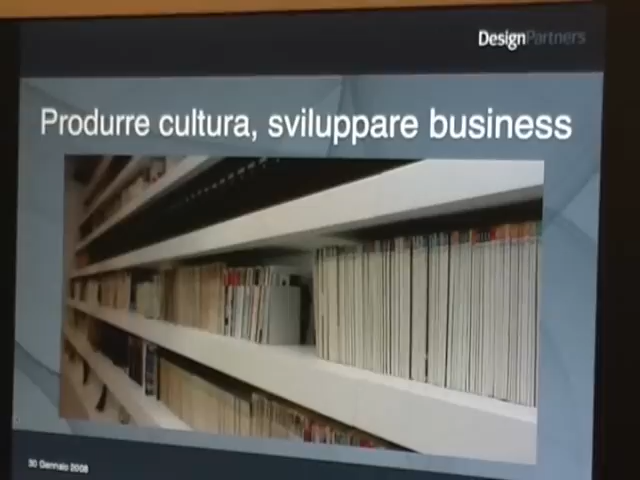 DesignPartners
Produrre cultura, sviluppare business
30 Gennaio 2008